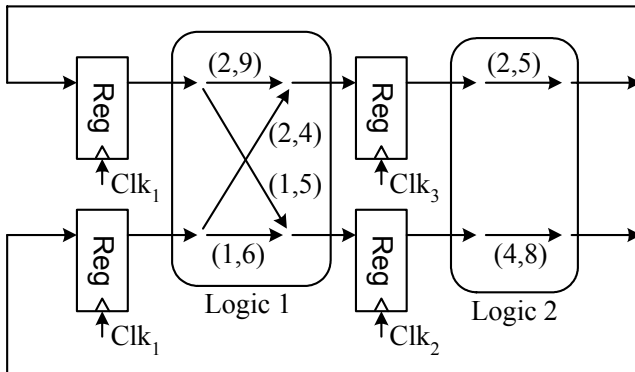 Reg
Clk1
(2,9)
(2,4)
(1,5)
(1,6)
Logic 1
Reg
Clk1
Reg
Clk3
Reg
Clk2
(2,5)
(4,8)
Logic 2